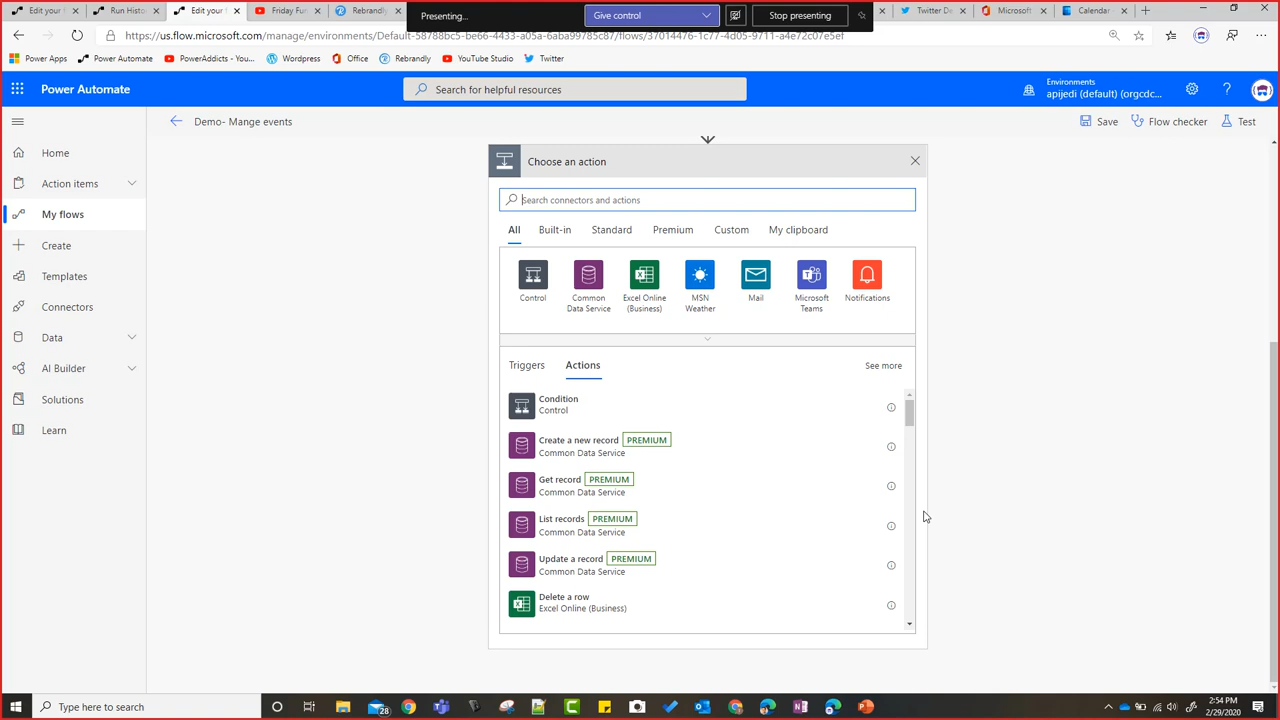 Edit your f
Run Histo
Edit your f
Friday Fun
Rebrandly
Presenting...
Give control
Stop presenting
Twitter De
Microsoft
Calendar -
https://us.flow.microsoft.com/manage/environments/Default-58788bc5-be66-4433-a05a-6aba99785c87/flows/37014476-1c77-4d05-9711-a4e72c07e5ef
Power Apps
Power Automate
PowerAddicts - You...
Wordpress
Office
Rebrandly
YouTube Studio
Twitter
Power Automate
Search for helpful resources
Environments
apijedi (default) (orgcdc...
Demo- Mange events
Save
Flow checker
Test
Home
Action items
My flows
Create
Templates
Connectors
Data
AI Builder
Solutions
Learn
Choose an action
Search connectors and actions
All
Built-in
Standard
Premium
Custom
My clipboard
Control
Common
Data Service
Excel Online
(Business)
MSN
Weather
Mail
Microsoft
Teams
Notifications
Triggers
Actions
See more
Condition
Control
Create a new record PREMIUM
Common Data Service
Get record PREMIUM
Common Data Service
List records PREMIUM
Common Data Service
Update a record PREMIUM
Common Data Service
Delete a row
Excel Online (Business)
Type here to search
28
2:54 PM
2/29/2020